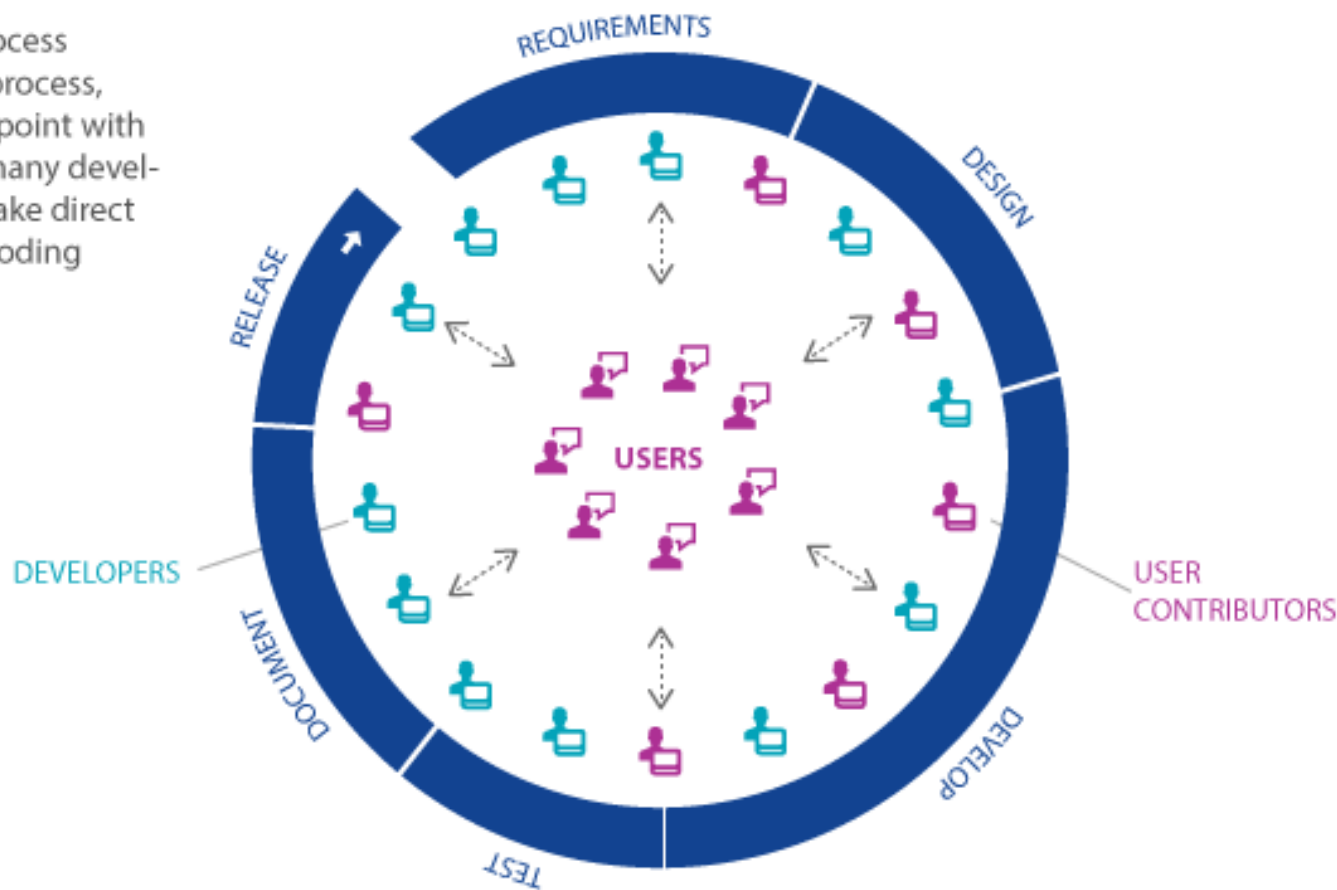 ocess
process,
point with
many devel-
ake direct
oding
REQUIREMENTS
DESIGN
RELEASE
USERS
DEVELOPERS
USER
CONTRIBUTORS
DOCUMENT
DEVELOP
TEST